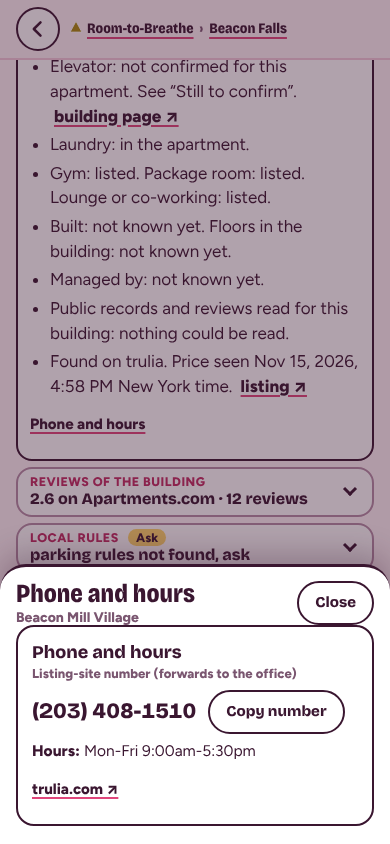 Room-to-Breathe › Beacon Falls
Elevator: not confirmed for this
apartment. See “Still to confirm”.
building page ↗
Laundry: in the apartment.
Gym: listed. Package room: listed.
Lounge or co-working: listed.
Built: not known yet. Floors in the
building: not known yet.
Managed by: not known yet.
Public records and reviews read for this
building: nothing could be read.
Found on trulia. Price seen Nov 15, 2026,
4:58 PM New York time. listing ↗
Phone and hours
REVIEWS OF THE BUILDING
2.6 on Apartments.com · 12 reviews
LOCAL RULES Ask
parking rules not found, ask
Phone and hours
Beacon Mill Village
Close
Phone and hours
Listing-site number (forwards to the office)
(203) 408-1510 Copy number
Hours: Mon-Fri 9:00am-5:30pm
trulia.com ↗